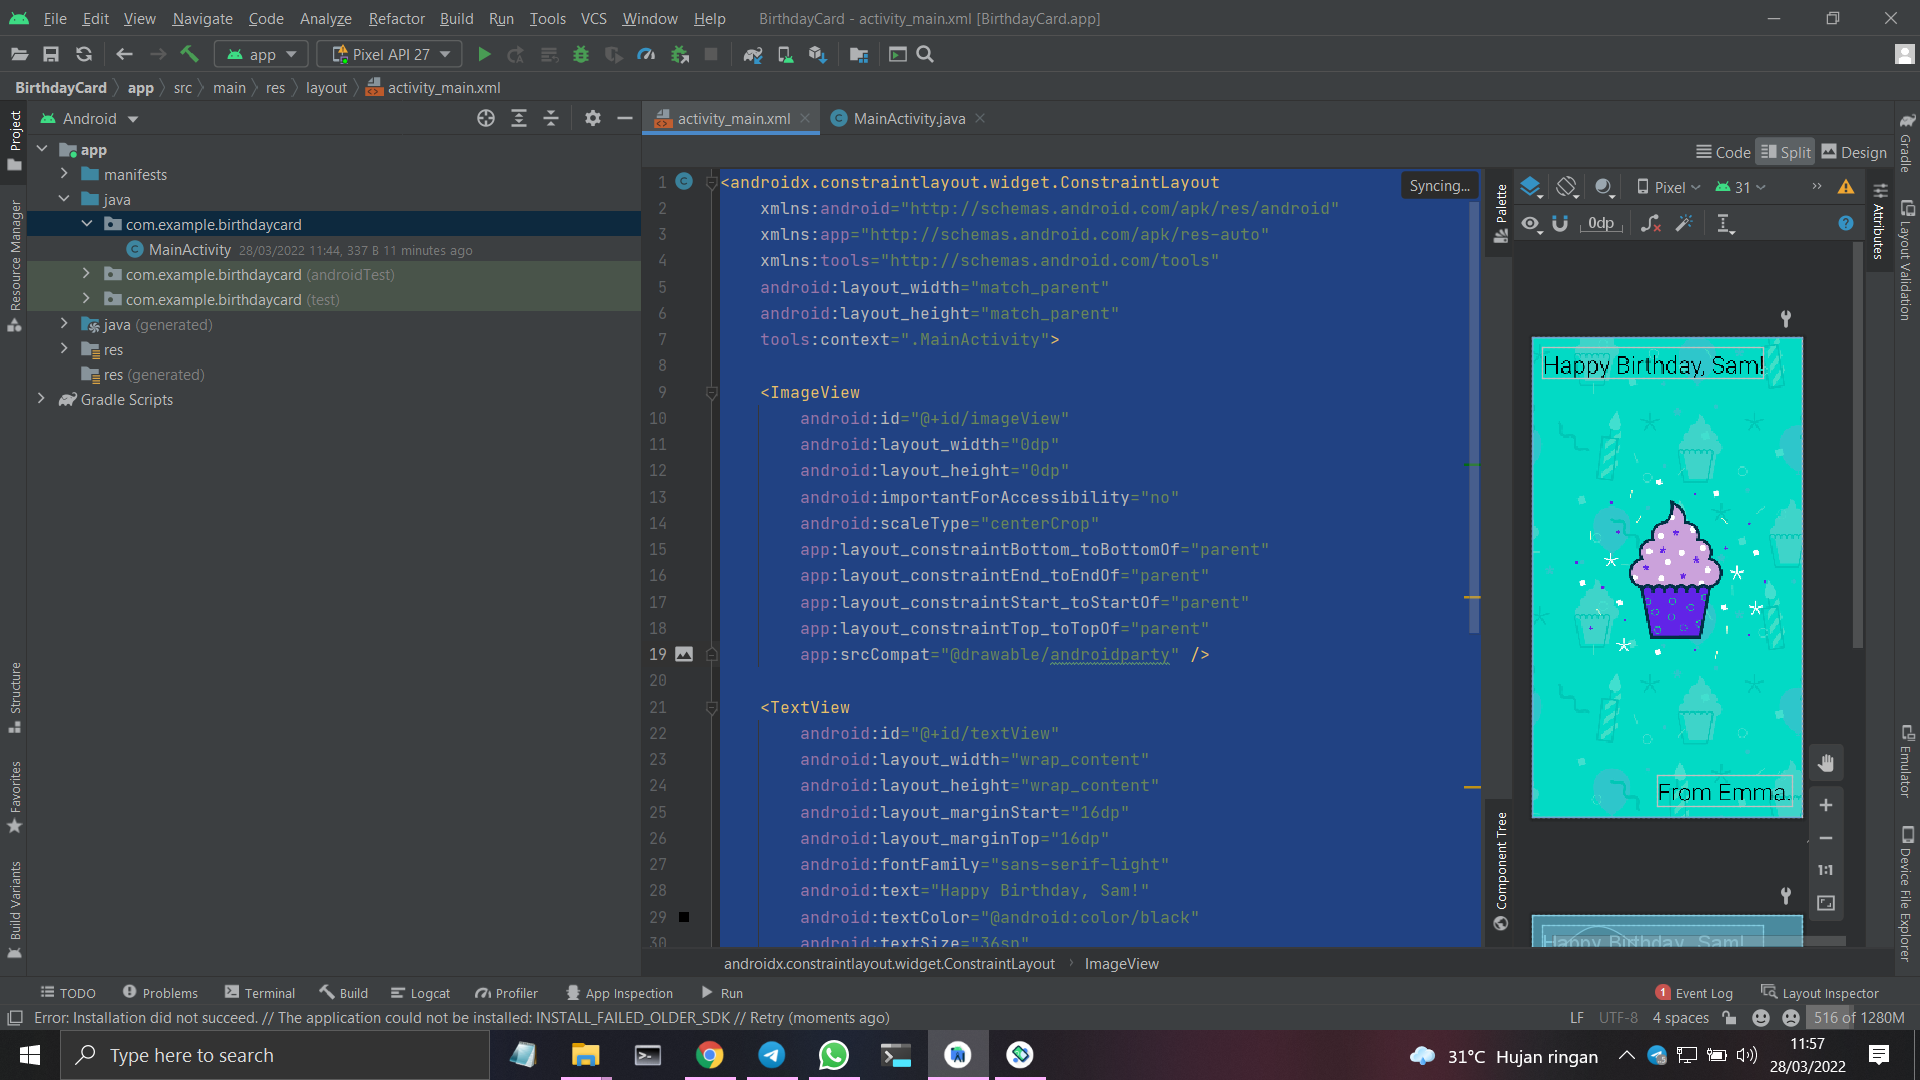 File Edit View Navigate Code Analyze Refactor Build Run Tools VCS Window Help BirthdayCard - activity_main.xml [BirthdayCard.app]
app Pixel API 27
BirthdayCard app src main res layout activity_main.xml
Project
Resource Manager
Structure
Favorites
Build Variants
Android
app
manifests
java
com.example.birthdaycard
MainActivity 28/03/2022 11:44, 337 B 11 minutes ago
com.example.birthdaycard (androidTest)
com.example.birthdaycard (test)
java (generated)
res
res (generated)
Gradle Scripts
activity_main.xml MainActivity.java
Code Split Design
Syncing...
1 <androidx.constraintlayout.widget.ConstraintLayout
2 xmlns:android="http://schemas.android.com/apk/res/android"
3 xmlns:app="http://schemas.android.com/apk/res-auto"
4 xmlns:tools="http://schemas.android.com/tools"
5 android:layout_width="match_parent"
6 android:layout_height="match_parent"
7 tools:context=".MainActivity">
8
9 <ImageView
10 android:id="@+id/imageView"
11 android:layout_width="0dp"
12 android:layout_height="0dp"
13 android:importantForAccessibility="no"
14 android:scaleType="centerCrop"
15 app:layout_constraintBottom_toBottomOf="parent"
16 app:layout_constraintEnd_toEndOf="parent"
17 app:layout_constraintStart_toStartOf="parent"
18 app:layout_constraintTop_toTopOf="parent"
19 app:srcCompat="@drawable/androidparty" />
20
21 <TextView
22 android:id="@+id/textView"
23 android:layout_width="wrap_content"
24 android:layout_height="wrap_content"
25 android:layout_marginStart="16dp"
26 android:layout_marginTop="16dp"
27 android:fontFamily="sans-serif-light"
28 android:text="Happy Birthday, Sam!"
29 android:textColor="@android:color/black"
30 android:textSize="36sp"
androidx.constraintlayout.widget.ConstraintLayout ImageView
Palette
Component Tree
Pixel 31
0dp
Happy Birthday, Sam!
From Emma.
1:1
Happy Birthday, Sam!
Attributes
Gradle
Layout Validation
Emulator
Device File Explorer
TODO Problems Terminal Build Logcat Profiler App Inspection Run 1 Event Log Layout Inspector
Error: Installation did not succeed. // The application could not be installed: INSTALL_FAILED_OLDER_SDK // Retry (moments ago) LF UTF-8 4 spaces 516 of 1280M
Type here to search 31°C Hujan ringan 11:57
28/03/2022